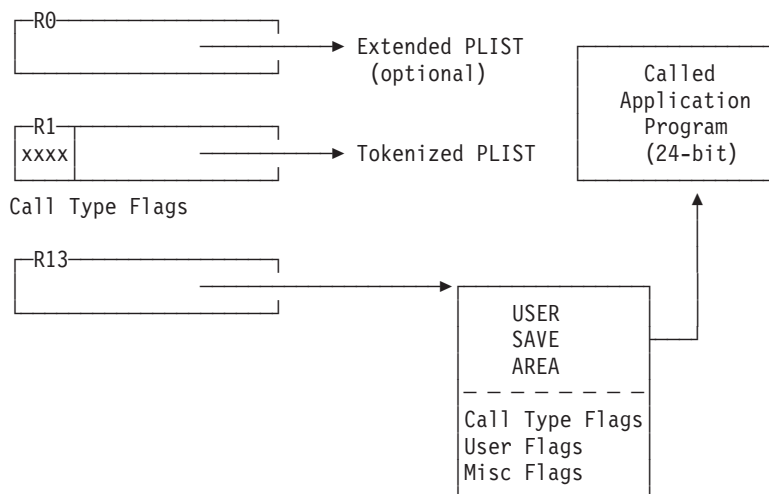 R0
Extended PLIST
(optional)
Called
Application
Program
(24-bit)
R1
xxxx
Tokenized PLIST
Call Type Flags
R13
USER
SAVE
AREA
Call Type Flags
User Flags
Misc Flags